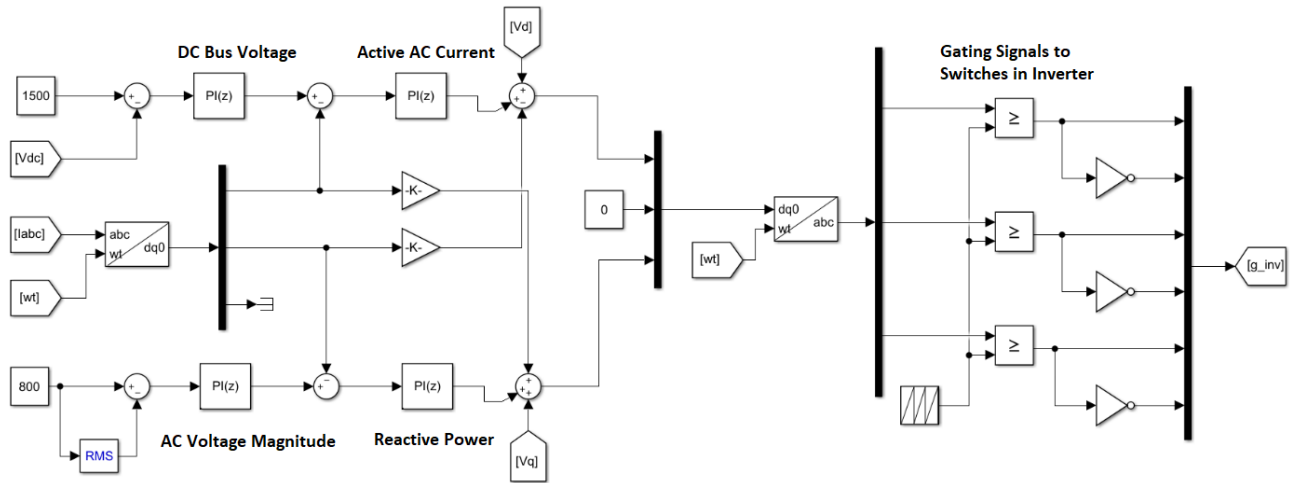 [Vd]
DC Bus Voltage
Active AC Current
Gating Signals to
Switches in Inverter
1500
+
−
PI(z)
+
−
PI(z)
+
+
−
≥
[Vdc]
-K-
[Iabc]
abc
wt
dq0
-K-
[wt]
0
dq0
wt
abc
[wt]
≥
[g_inv]
≥
800
+
−
PI(z)
−
+
PI(z)
+
+
+
RMS
AC Voltage Magnitude
Reactive Power
[Vq]